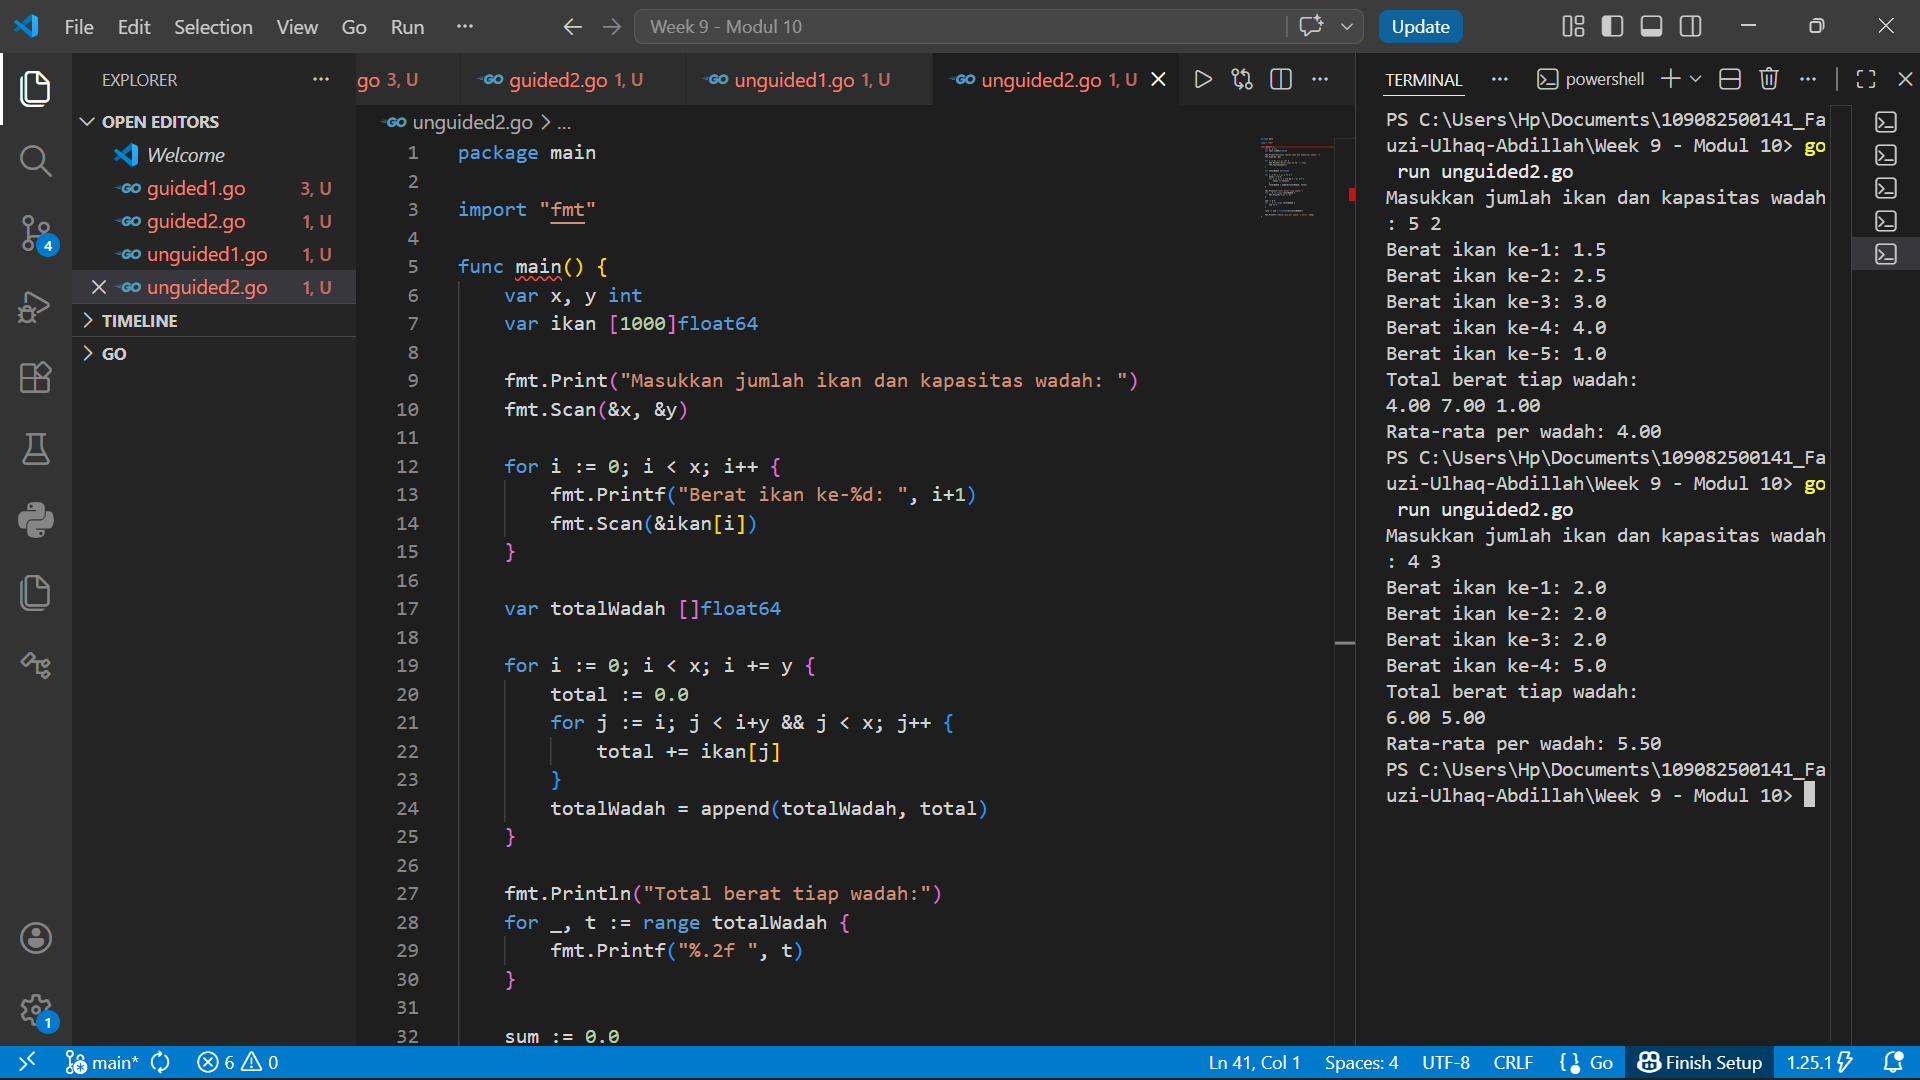 File Edit Selection View Go Run ··· Week 9 - Modul 10 Update
EXPLORER
OPEN EDITORS
Welcome
guided1.go 3, U
guided2.go 1, U
unguided1.go 1, U
unguided2.go 1, U
TIMELINE
GO
4
1
go 3, U guided2.go 1, U unguided1.go 1, U unguided2.go 1, U
unguided2.go > ...
1 package main
2
3 import "fmt"
4
5 func main() {
6 var x, y int
7 var ikan [1000]float64
8
9 fmt.Print("Masukkan jumlah ikan dan kapasitas wadah: ")
10 fmt.Scan(&x, &y)
11
12 for i := 0; i < x; i++ {
13 fmt.Printf("Berat ikan ke-%d: ", i+1)
14 fmt.Scan(&ikan[i])
15 }
16
17 var totalWadah []float64
18
19 for i := 0; i < x; i += y {
20 total := 0.0
21 for j := i; j < i+y && j < x; j++ {
22 total += ikan[j]
23 }
24 totalWadah = append(totalWadah, total)
25 }
26
27 fmt.Println("Total berat tiap wadah:")
28 for _, t := range totalWadah {
29 fmt.Printf("%.2f ", t)
30 }
31
32 sum := 0.0
TERMINAL ··· powershell
PS C:\Users\Hp\Documents\109082500141_Fa
uzi-Ulhaq-Abdillah\Week 9 - Modul 10> go
run unguided2.go
Masukkan jumlah ikan dan kapasitas wadah
: 5 2
Berat ikan ke-1: 1.5
Berat ikan ke-2: 2.5
Berat ikan ke-3: 3.0
Berat ikan ke-4: 4.0
Berat ikan ke-5: 1.0
Total berat tiap wadah:
4.00 7.00 1.00
Rata-rata per wadah: 4.00
PS C:\Users\Hp\Documents\109082500141_Fa
uzi-Ulhaq-Abdillah\Week 9 - Modul 10> go
run unguided2.go
Masukkan jumlah ikan dan kapasitas wadah
: 4 3
Berat ikan ke-1: 2.0
Berat ikan ke-2: 2.0
Berat ikan ke-3: 2.0
Berat ikan ke-4: 5.0
Total berat tiap wadah:
6.00 5.00
Rata-rata per wadah: 5.50
PS C:\Users\Hp\Documents\109082500141_Fa
uzi-Ulhaq-Abdillah\Week 9 - Modul 10>
main* 6 0 Ln 41, Col 1 Spaces: 4 UTF-8 CRLF Go Finish Setup 1.25.1